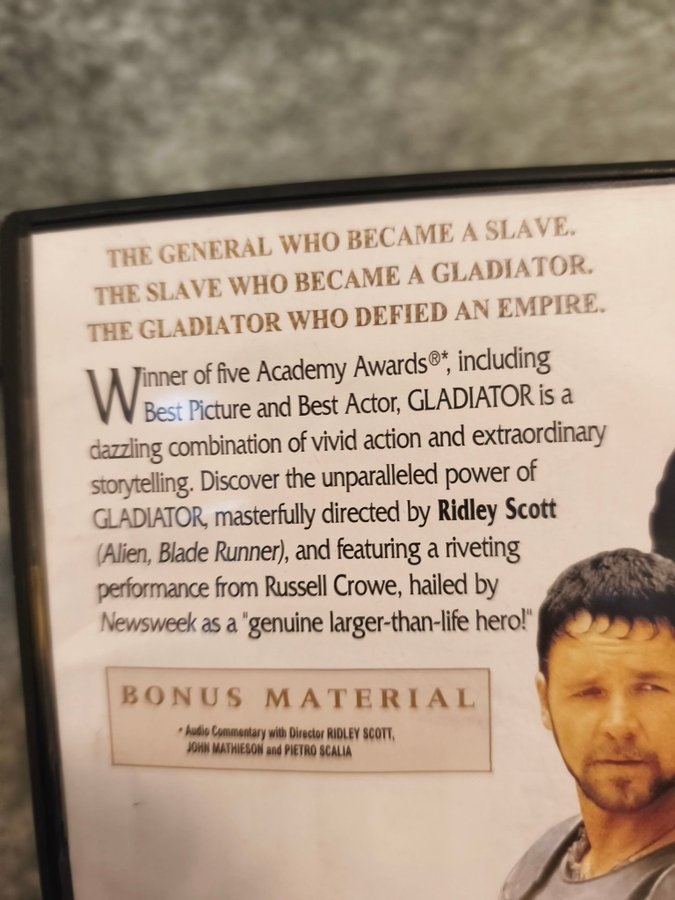 THE GENERAL WHO BECAME A SLAVE.
THE SLAVE WHO BECAME A GLADIATOR.
THE GLADIATOR WHO DEFIED AN EMPIRE.
Winner of five Academy Awards®*, including
Best Picture and Best Actor, GLADIATOR is a
dazzling combination of vivid action and extraordinary
storytelling. Discover the unparalleled power of
GLADIATOR, masterfully directed by Ridley Scott
(Alien, Blade Runner), and featuring a riveting
performance from Russell Crowe, hailed by
Newsweek as a "genuine larger-than-life hero!"
BONUS MATERIAL
• Audio Commentary with Director RIDLEY SCOTT,
JOHN MATHIESON and PIETRO SCALIA